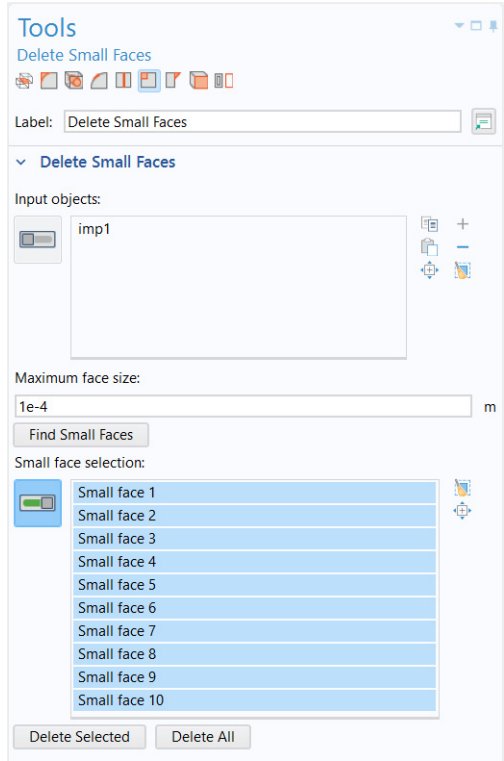 Tools
Delete Small Faces
Label: Delete Small Faces
Delete Small Faces
Input objects:
imp1
Maximum face size:
1e-4 m
Find Small Faces
Small face selection:
Small face 1
Small face 2
Small face 3
Small face 4
Small face 5
Small face 6
Small face 7
Small face 8
Small face 9
Small face 10
Delete Selected Delete All